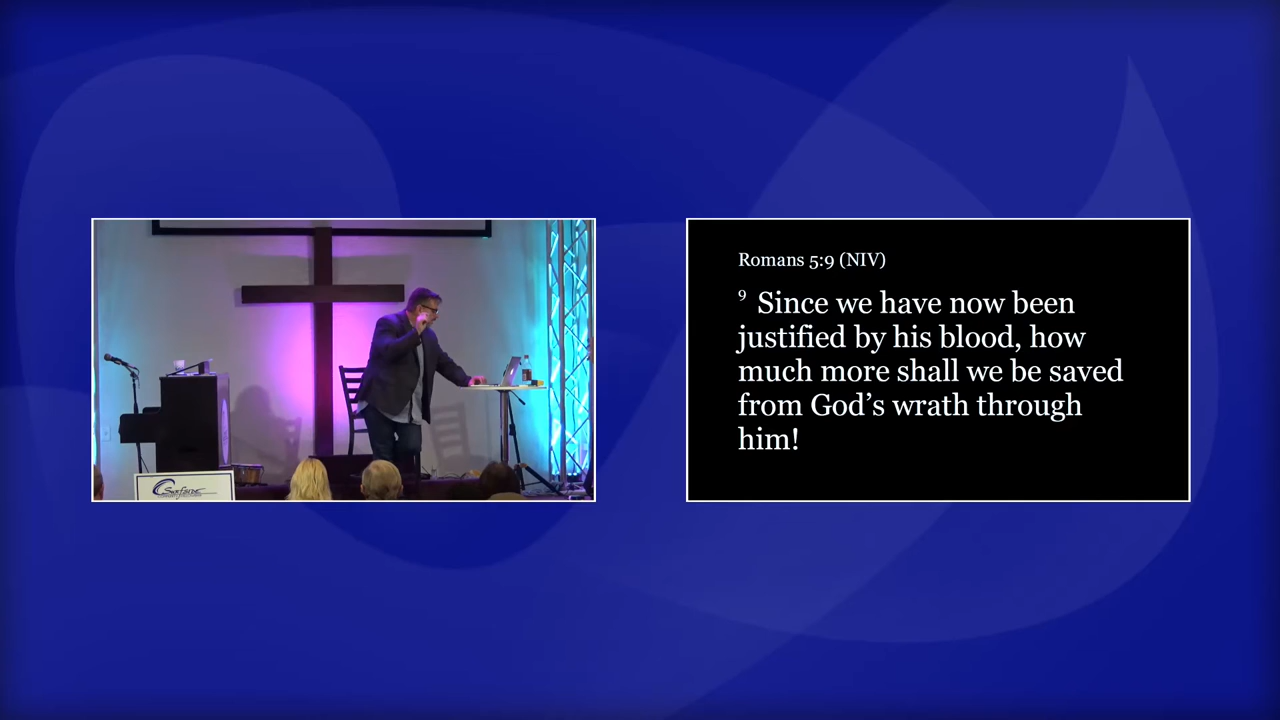 Surfside
Romans 5:9 (NIV)
9 Since we have now been
justified by his blood, how
much more shall we be saved
from God’s wrath through
him!